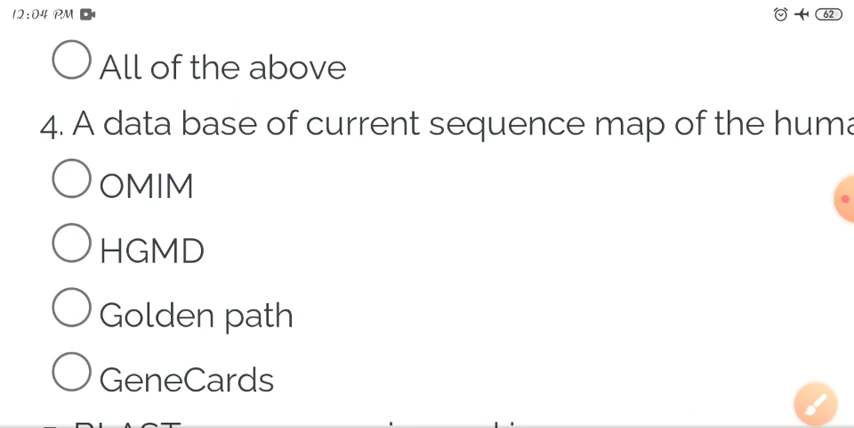 12:04 PM 62
All of the above
4. A data base of current sequence map of the
OMIM
HGMD
Golden path
GeneCards